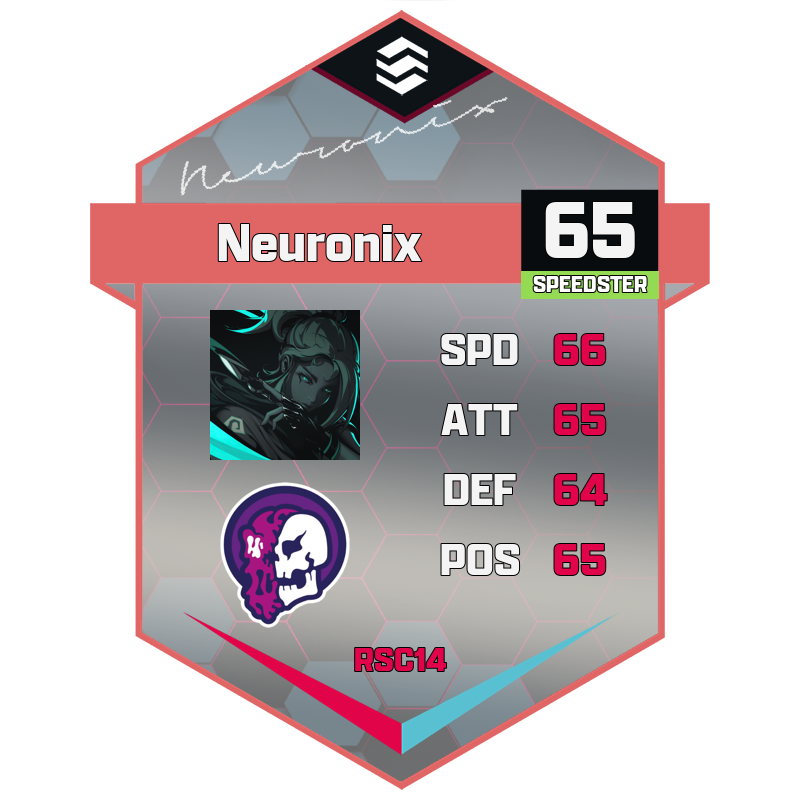 Neuronix
Neuronix
65
SPEEDSTER
SPD 66
ATT 65
DEF 64
POS 65
RSC14